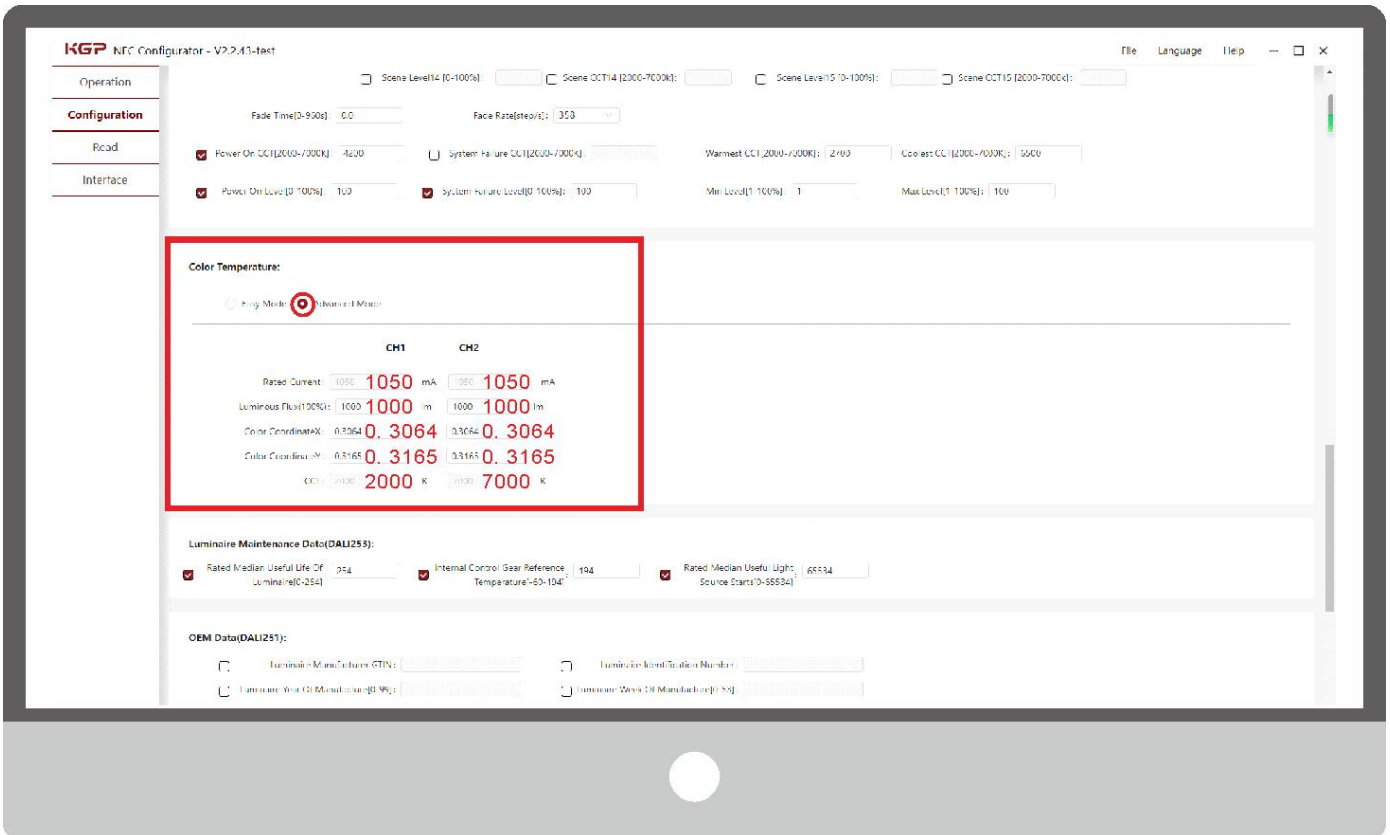 KGP NFC Configurator - V2.2.43-test File Language Help
Operation
Configuration
Read
Interface
Scene Level14 [0-100%]: Scene CCT14 [2000-7000k]: Scene Level15 [0-100%]: Scene CCT15 [2000-7000k]:
Fade Time[0-960s]: 0.0 Fade Rate[step/s]: 358
Power On CCT[2000-7000K]: 4200 System Failure CCT[2000-7000K]: Warmest CCT[2000-7000K]: 2700 Coolest CCT[2000-7000K]: 6500
Power On Level[0-100%]: 100 System Failure Level[0-100%]: 100 Min Level[1-100%]: 1 Max Level[1-100%]: 100
Color Temperature:
Easy Mode Advanced Mode
CH1 CH2
Rated Current: 1050 1050 mA 1050 1050 mA
Luminous Flux(100%): 1000 1000 lm 1000 1000 lm
Color CoordinateX: 0.3064 0. 3064 0.3064 0. 3064
Color CoordinateY: 0.3165 0. 3165 0.3165 0. 3165
CCT: 2000 2000 K 7000 7000 K
Luminaire Maintenance Data(DALI253):
Rated Median Useful Life Of Luminaire[0-254] 254 Internal Control Gear Reference Temperature[-60-194] : 194 Rated Median Useful Light Source Starts[0-65534] : 65534
OEM Data(DALI251):
Luminaire Manufacturer GTIN: Luminaire Identification Number:
Luminaire Year Of Manufacture[0-99]: Luminaire Week Of Manufacture[0-53]: